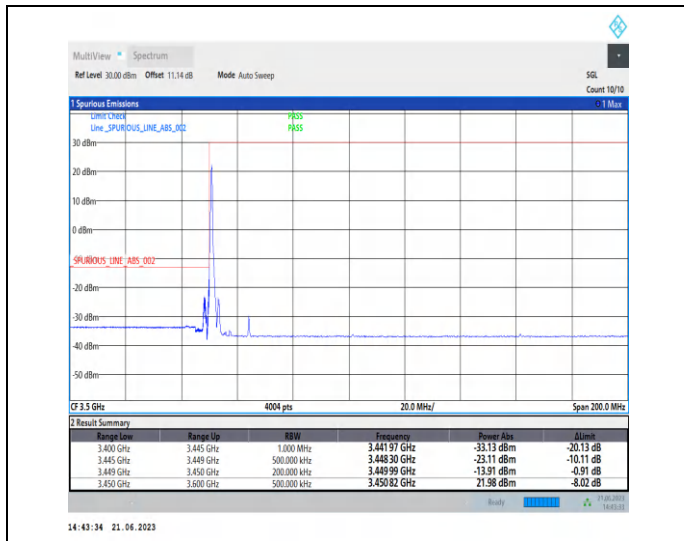 MultiView Spectrum
Ref Level 30.00 dBm Offset 11.14 dB Mode Auto Sweep SGL
Count 10/10
1 Spurious Emissions 1 Max
Limit Check PASS
Line _SPURIOUS_LINE_ABS_002 PASS
30 dBm
20 dBm
10 dBm
0 dBm
-10 dBm
_SPURIOUS_LINE_ABS_002
-20 dBm
-30 dBm
-40 dBm
-50 dBm
CF 3.5 GHz 4004 pts 20.0 MHz/ Span 200.0 MHz
2 Result Summary
Range Low Range Up RBW Frequency Power Abs ΔLimit
3.400 GHz 3.445 GHz 1.000 MHz 3.441 97 GHz -33.13 dBm -20.13 dB
3.445 GHz 3.449 GHz 500.000 kHz 3.448 30 GHz -23.11 dBm -10.11 dB
3.449 GHz 3.450 GHz 200.000 kHz 3.449 99 GHz -13.91 dBm -0.91 dB
3.450 GHz 3.600 GHz 500.000 kHz 3.450 82 GHz 21.98 dBm -8.02 dB
Ready 21.06.2023
14:43:33
14:43:34 21.06.2023